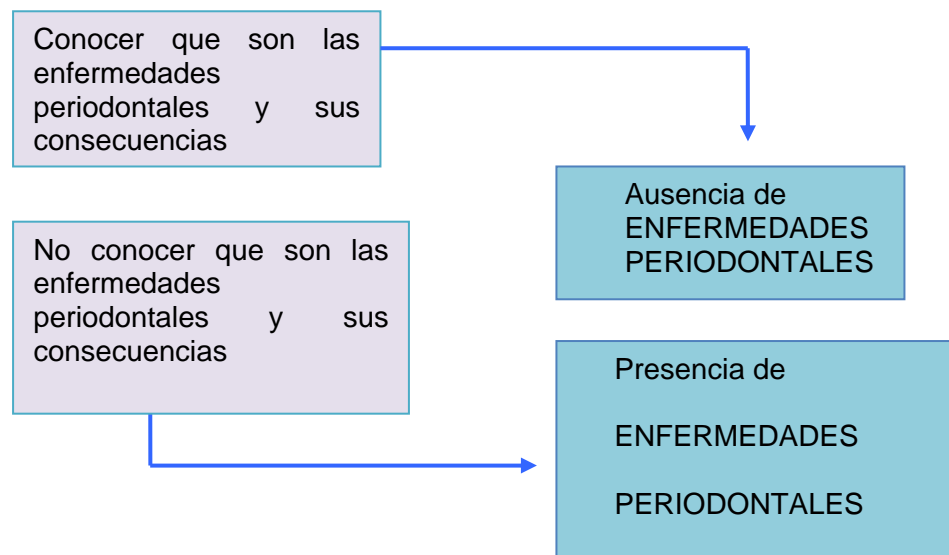 Conocer que son las
enfermedades
periodontales y sus
consecuencias
Ausencia de
ENFERMEDADES
PERIODONTALES
No conocer que son las
enfermedades
periodontales y sus
consecuencias
Presencia de
ENFERMEDADES
PERIODONTALES